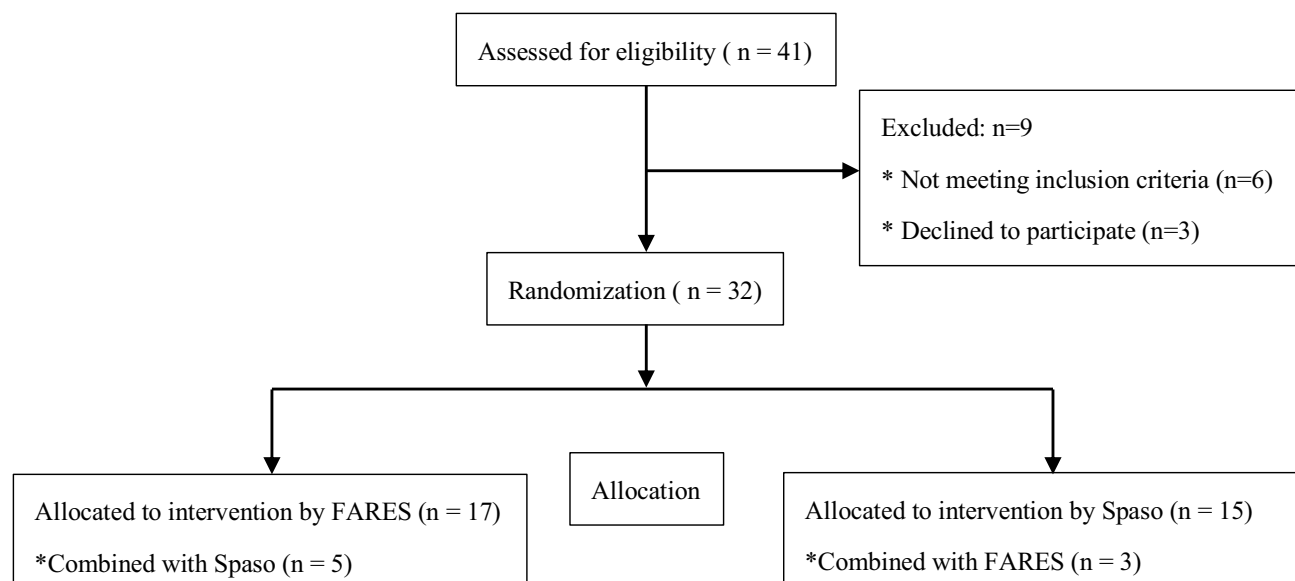 Assessed for eligibility ( n = 41)
Excluded: n=9
* Not meeting inclusion criteria (n=6)
* Declined to participate (n=3)
Randomization ( n = 32)
Allocation
Allocated to intervention by FARES (n = 17)
*Combined with Spaso (n = 5)
Allocated to intervention by Spaso (n = 15)
*Combined with FARES (n = 3)